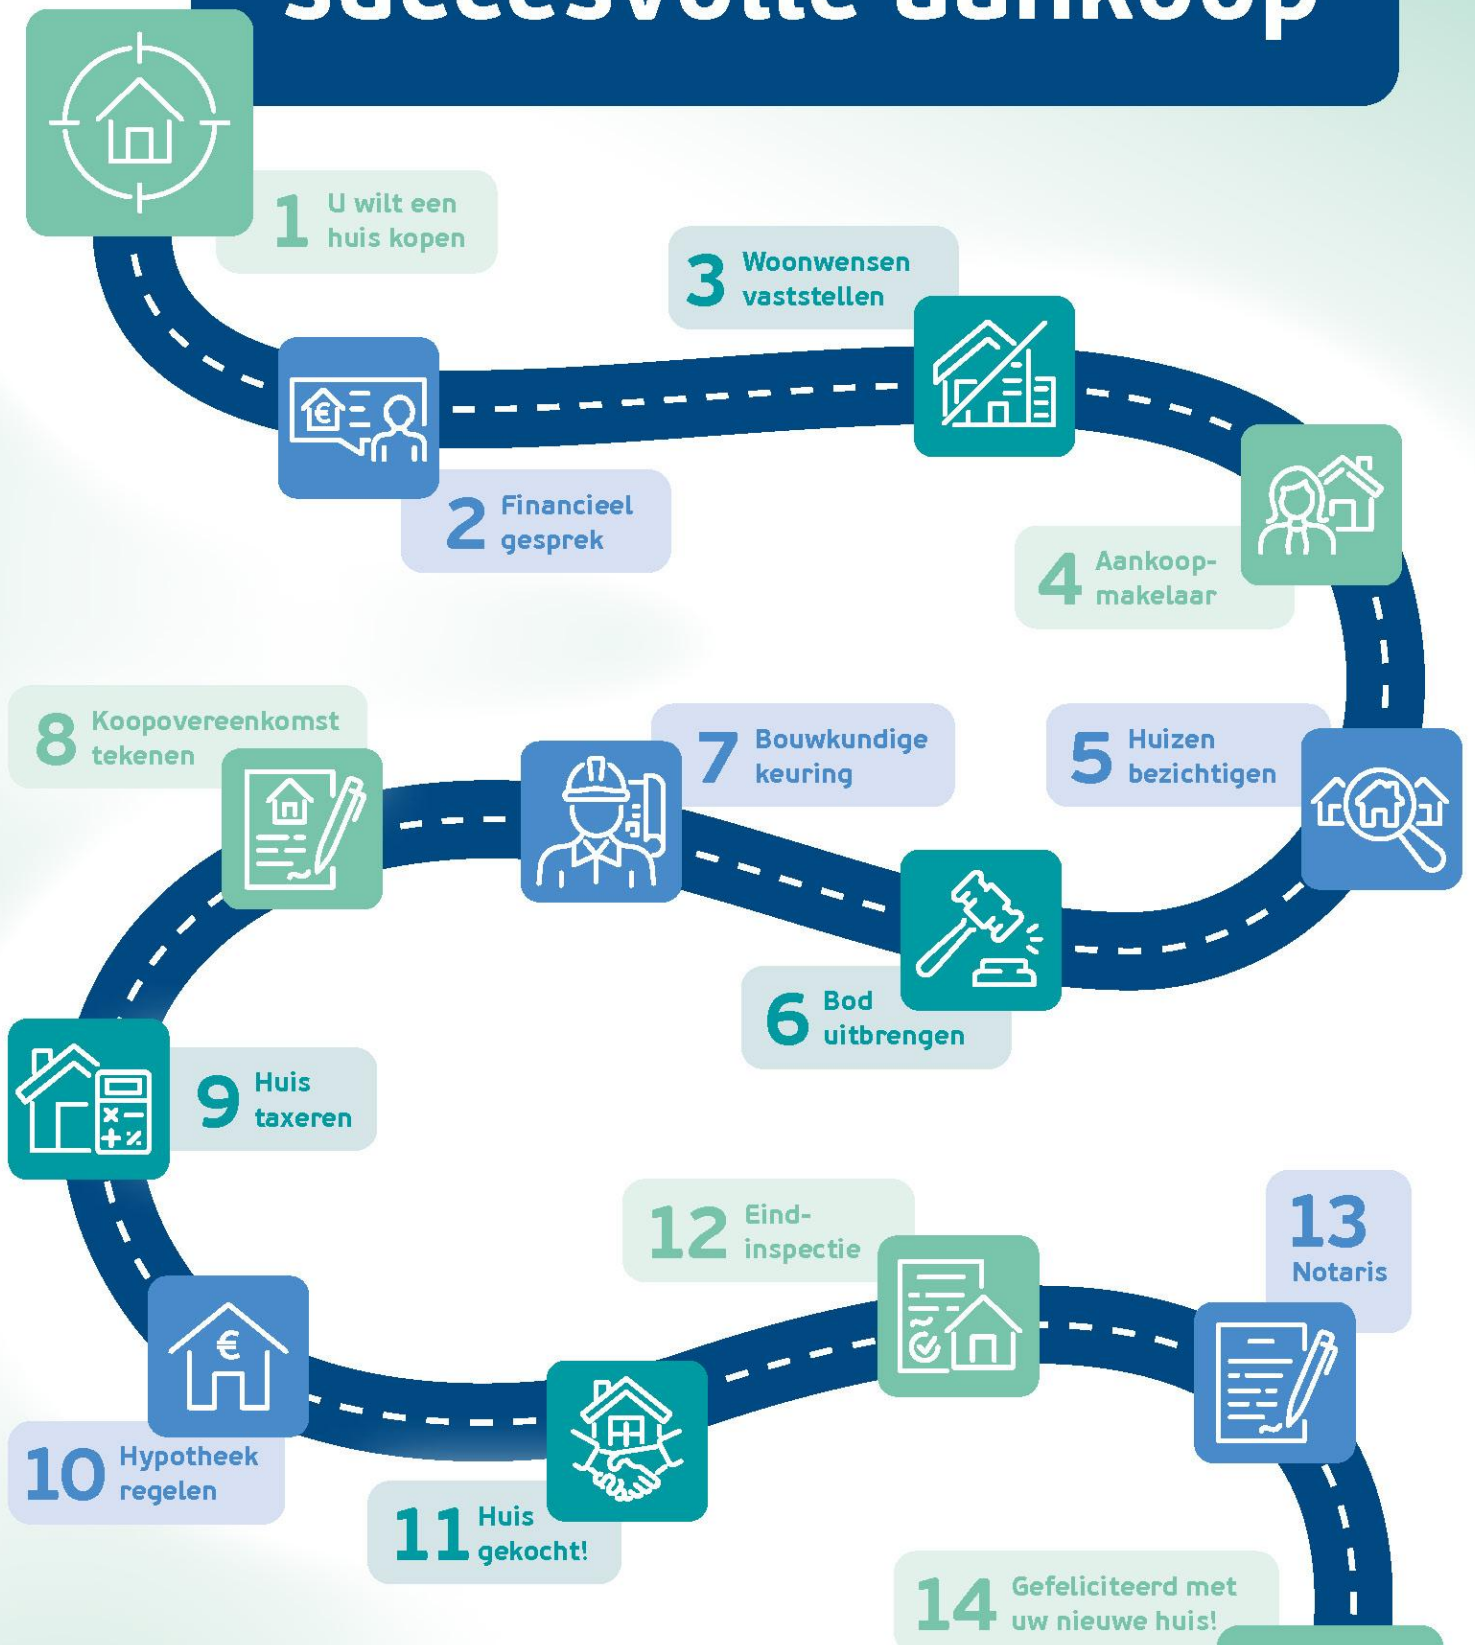 succesvolle aankoop
1 U wilt een
huis kopen
3 Woonwensen
vaststellen
2 Financieel
gesprek
4 Aankoop-
makelaar
5 Huizen
bezichtigen
7 Bouwkundige
keuring
8 Koopovereenkomst
tekenen
6 Bod
uitbrengen
9 Huis
taxeren
10 Hypotheek
regelen
11 Huis
gekocht!
12 Eind-
inspectie
13
Notaris
14 Gefeliciteerd met
uw nieuwe huis!